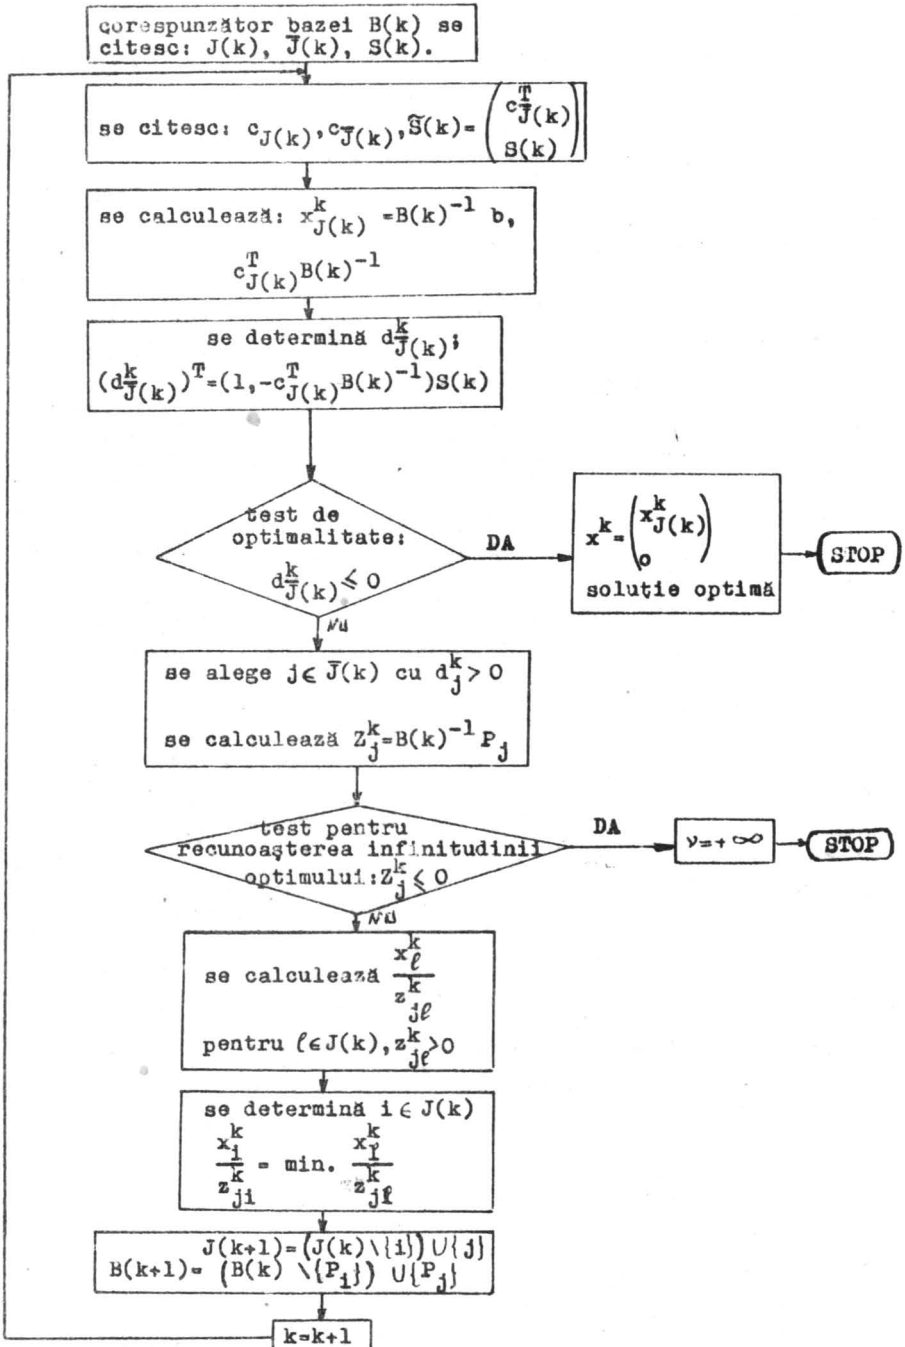 corespunzător bazei B(k) se
citesc: J(k), J̄(k), S(k).
se citesc: c_J(k), c_J̄(k), S̃(k)= (c^T_J̄(k)
S(k))
se calculează: x^k_J(k) =B(k)^-1 b,
c^T_J(k) B(k)^-1
se determină d^k_J̄(k);
(d^k_J̄(k))^T=(1,-c^T_J(k) B(k)^-1)S(k)
test de
optimalitate:
d^k_J̄(k) ⩽ 0
DA
x^k = (x^k_J(k)
0)
soluţie optimă
STOP
NU
se alege j∈ J̄(k) cu d^k_j > 0
se calculează Z^k_j=B(k)^-1 P_j
test pentru
recunoaşterea infinitudinii
optimului: Z^k_j ⩽ 0
DA
ν=+ ∞
STOP
NU
se calculează x^k_ℓ / z^k_jℓ
pentru ℓ∈J(k), z^k_jℓ>0
se determină i ∈ J(k)
x^k_i / z^k_ji = min. x^k_ℓ / z^k_jℓ
J(k+1)=(J(k)\{i}) ∪{j}
B(k+1)= (B(k) \{P_i}) ∪{P_j}
k=k+1